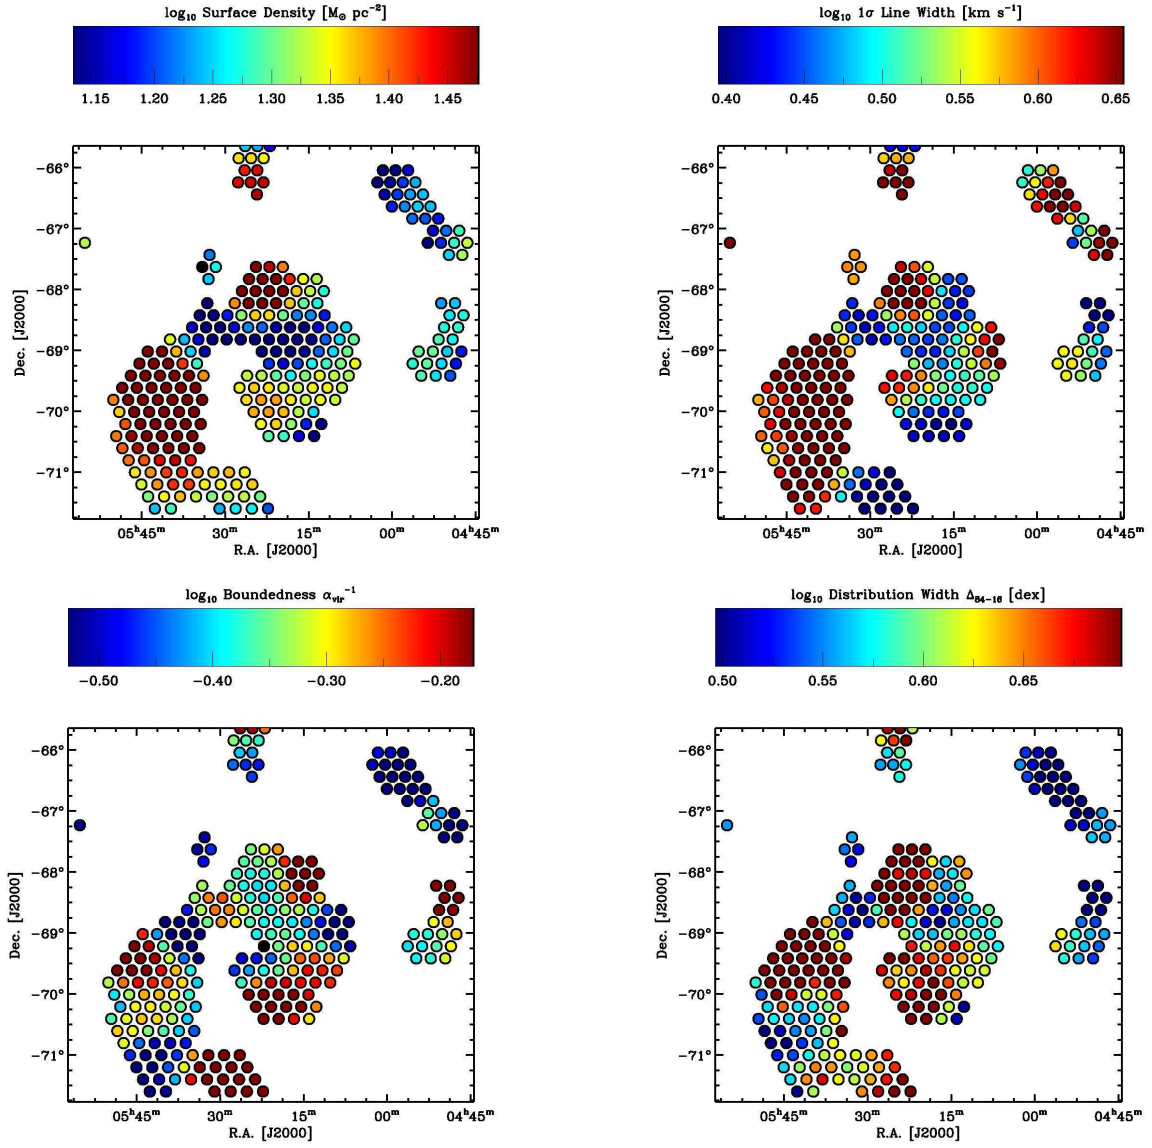 log₁₀ Surface Density [M☉ pc⁻²]
1.15 1.20 1.25 1.30 1.35 1.40 1.45
−66°
−67°
−68°
−69°
−70°
−71°
Dec. [J2000]
05ʰ45ᵐ 30ᵐ 15ᵐ 00ᵐ 04ʰ45ᵐ
R.A. [J2000]
log₁₀ 1σ Line Width [km s⁻¹]
0.40 0.45 0.50 0.55 0.60 0.65
−66°
−67°
−68°
−69°
−70°
−71°
Dec. [J2000]
05ʰ45ᵐ 30ᵐ 15ᵐ 00ᵐ 04ʰ45ᵐ
R.A. [J2000]
log₁₀ Boundedness αᵥᵢᵣ⁻¹
−0.50 −0.40 −0.30 −0.20
−66°
−67°
−68°
−69°
−70°
−71°
Dec. [J2000]
05ʰ45ᵐ 30ᵐ 15ᵐ 00ᵐ 04ʰ45ᵐ
R.A. [J2000]
log₁₀ Distribution Width Δ₈₄₋₁₆ [dex]
0.50 0.55 0.60 0.65
−66°
−67°
−68°
−69°
−70°
−71°
Dec. [J2000]
05ʰ45ᵐ 30ᵐ 15ᵐ 00ᵐ 04ʰ45ᵐ
R.A. [J2000]